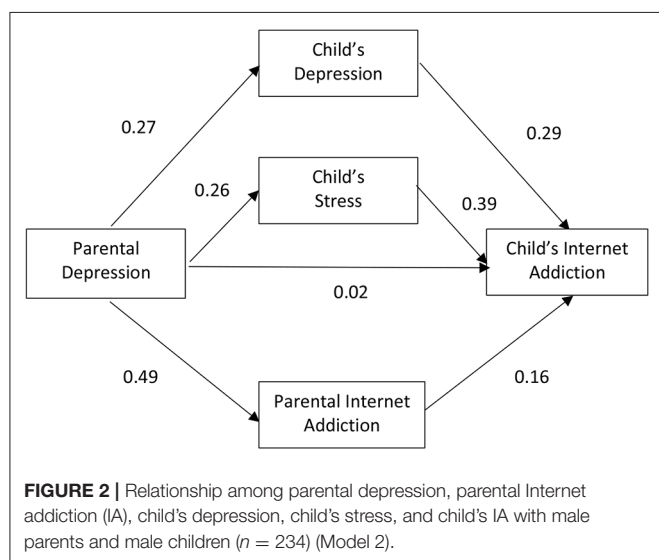 Child's
Depression
0.27
0.29
0.26
Child's
Stress
0.39
Parental
Depression
Child's Internet
Addiction
0.02
0.49
Parental Internet
Addiction
0.16
FIGURE 2 | Relationship among parental depression, parental Internet
addiction (IA), child's depression, child's stress, and child's IA with male
parents and male children (n = 234) (Model 2).